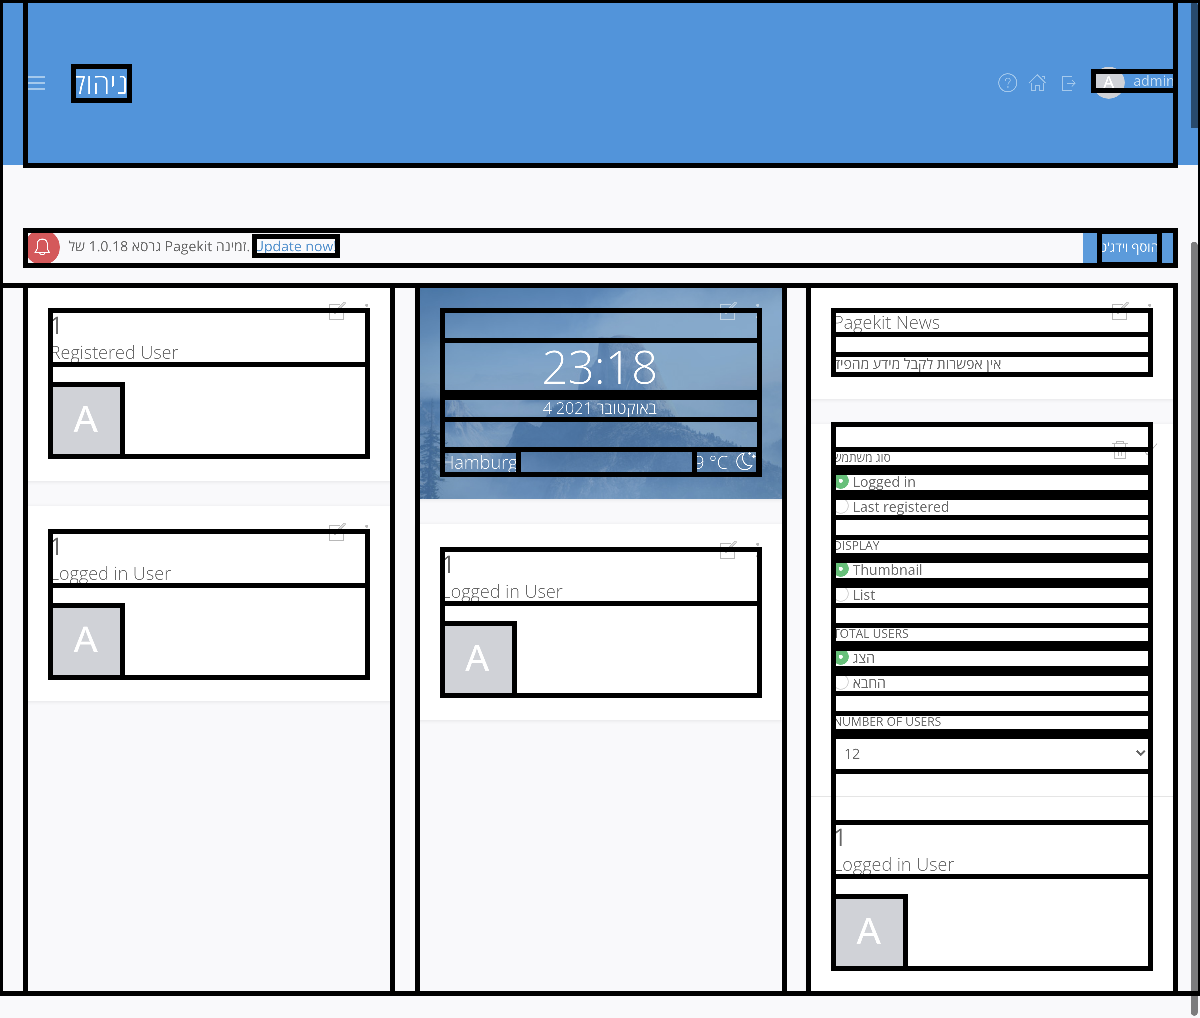 ניהול
A admin
גרסא 1.0.18 של Pagekit זמינה. Update now!
הוסף וידג'ט
1
Registered User
A
1
Logged in User
A
23:18
4 באוקטובר 2021
Hamburg
9 °C
1
Logged in User
A
Pagekit News
אין אפשרות לקבל מידע מהפיד
סוג משתמש
Logged in
Last registered
DISPLAY
Thumbnail
List
TOTAL USERS
הצג
החבא
NUMBER OF USERS
12
1
Logged in User
A